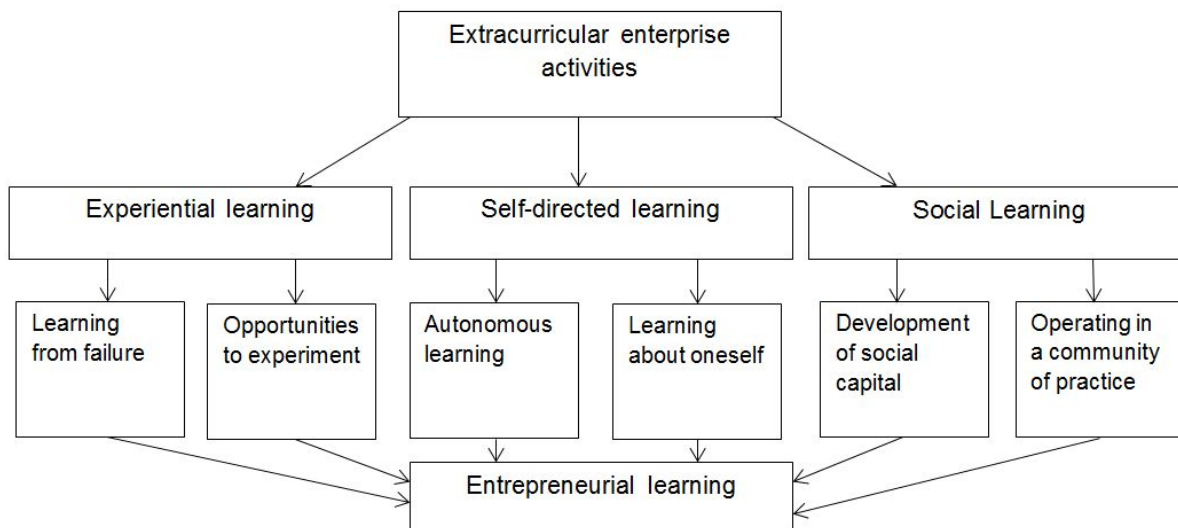 Extracurricular enterprise
activities
Experiential learning
Self-directed learning
Social Learning
Learning
from failure
Opportunities
to experiment
Autonomous
learning
Learning
about oneself
Development
of social
capital
Operating in
a community
of practice
Entrepreneurial learning